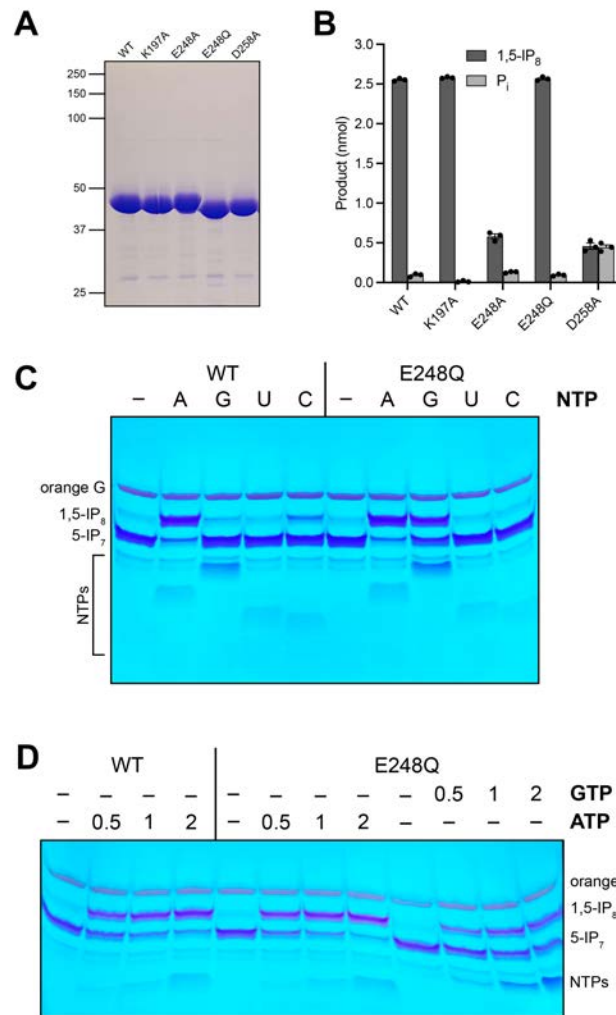 A
WT K197A E248A E248Q D258A
250
150
100
50
37
25
B
3.0
2.5
2.0
1.5
1.0
0.5
0.0
Product (nmol)
1,5-IP₈
Pᵢ
WT K197A E248A E248Q D258A
C
WT E248Q
– A G U C – A G U C NTP
orange G
1,5-IP₈
5-IP₇
NTPs
D
WT E248Q
– – – – – – – – – 0.5 1 2 GTP
– 0.5 1 2 – 0.5 1 2 – – – – ATP
orange
1,5-IP₈
5-IP₇
NTPs